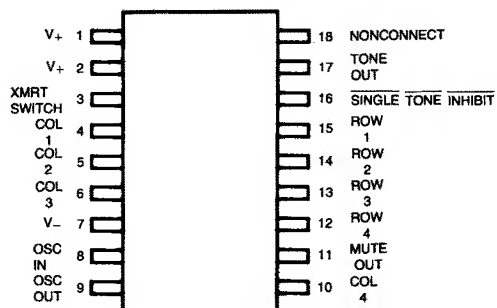 V+ 1
V+ 2
XMRT
SWITCH 3
COL
1 4
COL
2 5
COL
3 6
V− 7
OSC
IN 8
OSC
OUT 9
18 NONCONNECT
17 TONE
OUT
16 SINGLE TONE INHIBIT
15 ROW
1
14 ROW
2
13 ROW
3
12 ROW
4
11 MUTE
OUT
10 COL
4